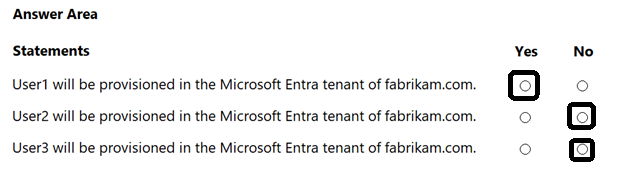 Answer Area
Statements Yes No
User1 will be provisioned in the Microsoft Entra tenant of fabrikam.com.
User2 will be provisioned in the Microsoft Entra tenant of fabrikam.com.
User3 will be provisioned in the Microsoft Entra tenant of fabrikam.com.